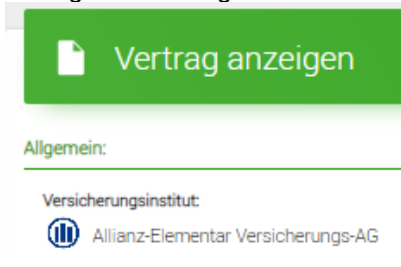 Vertrag anzeigen
Allgemein:
Versicherungsinstitut:
Allianz-Elementar Versicherungs-AG